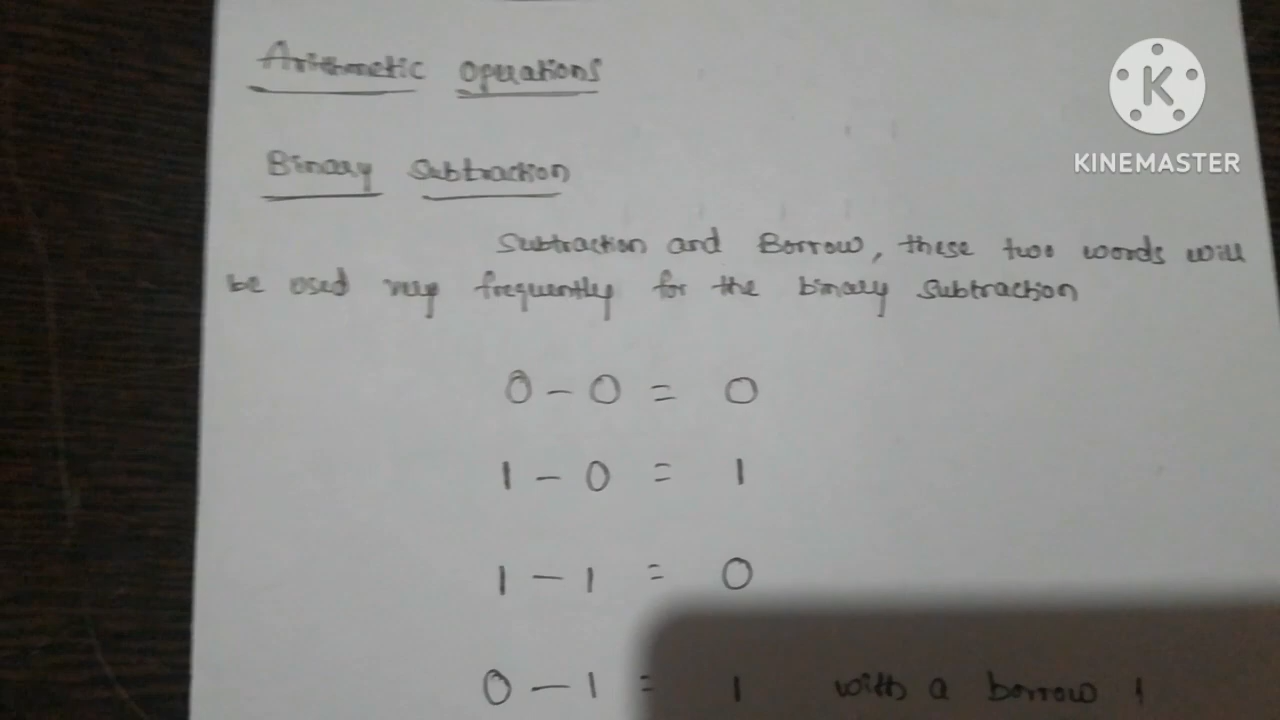 Arithmetic Operations
K
KINEMASTER
Binary Subtraction
Subtraction and Borrow, these two words will
be used very frequently for the binary subtraction
0 - 0 = 0
1 - 0 = 1
1 - 1 = 0
0 - 1 = 1 with a borrow 1